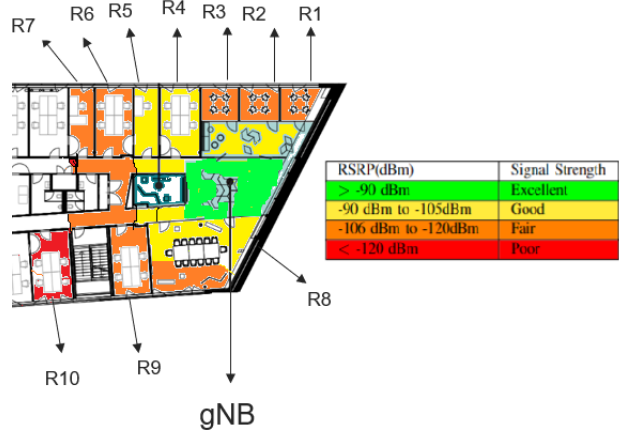 R7 R6 R5 R4 R3 R2 R1
RSRP(dBm) Signal Strength
> -90 dBm Excellent
-90 dBm to -105dBm Good
-106 dBm to -120dBm Fair
< -120 dBm Poor
R8
R9
R10
gNB